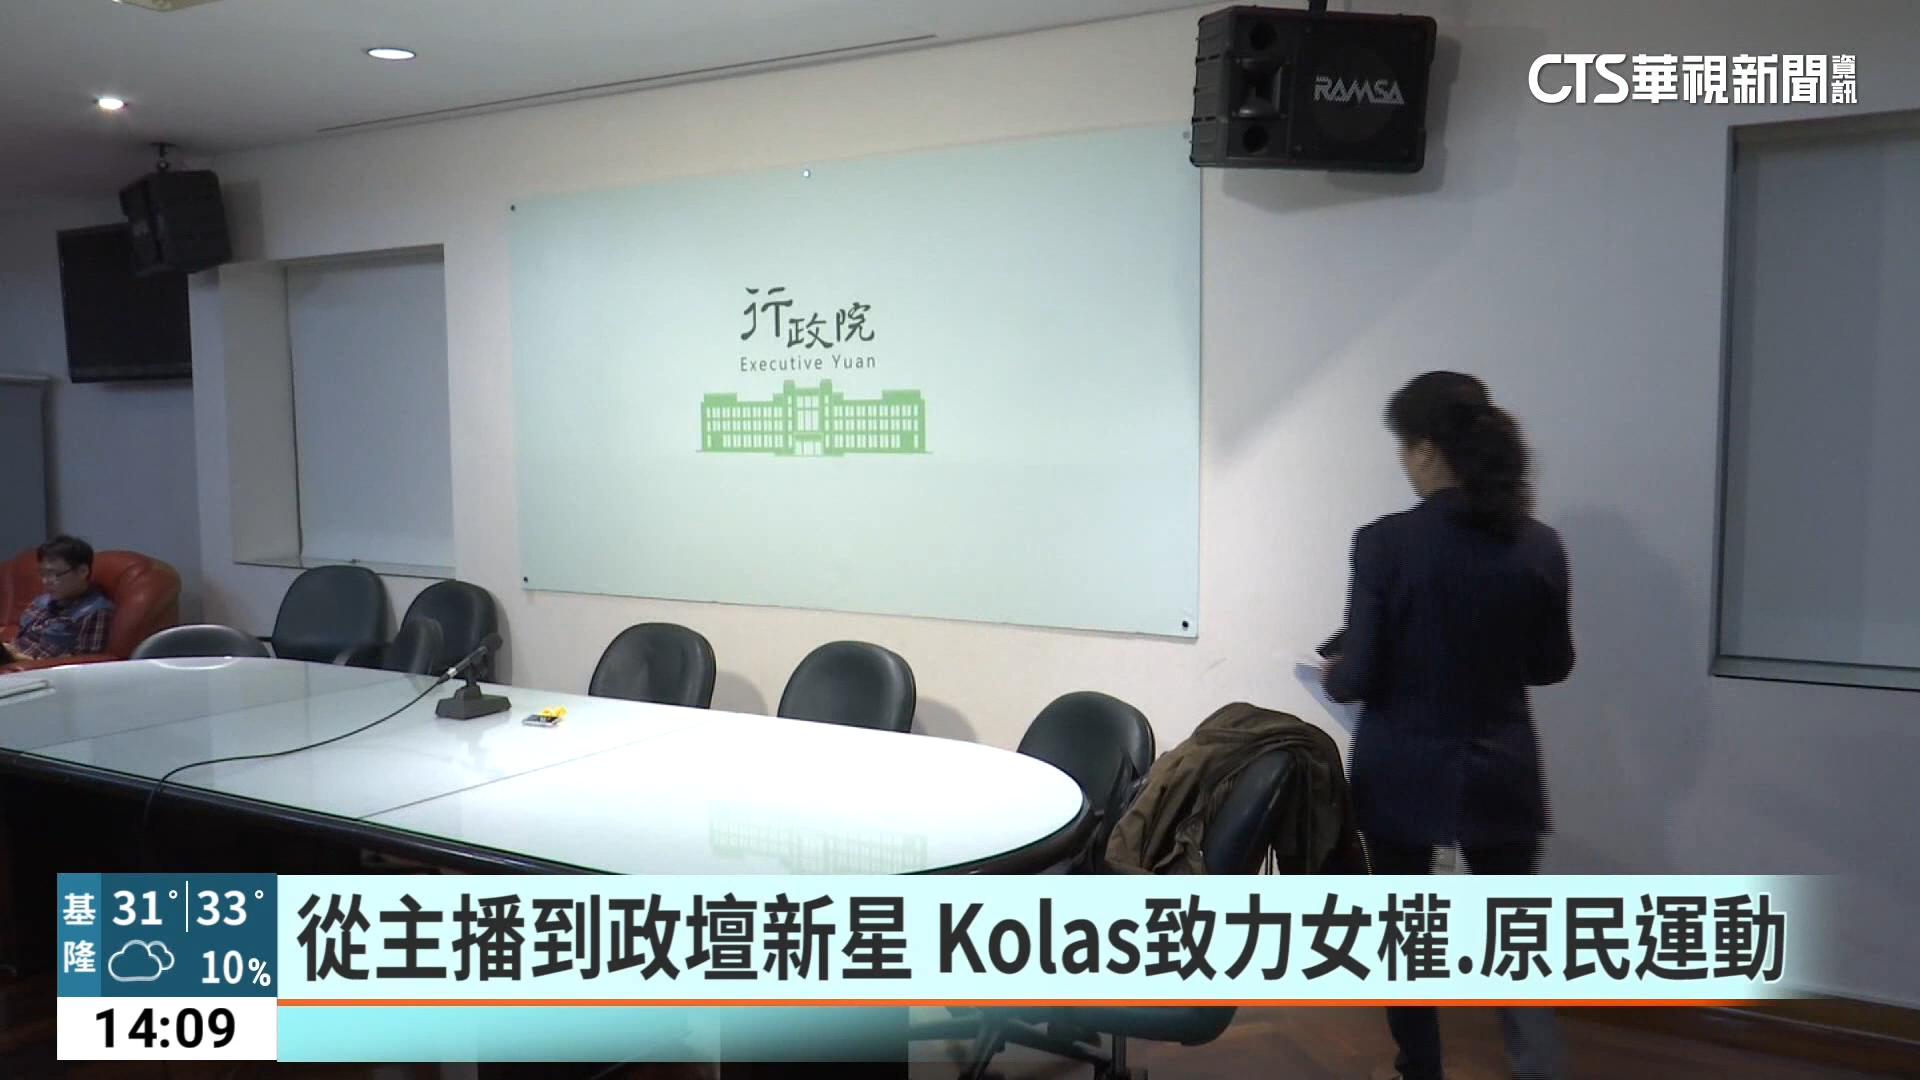 CTS華視新聞資訊
RAMSA
行政院
Executive Yuan
基隆
31° 33°
10%
14:09
從主播到政壇新星 Kolas致力女權.原民運動